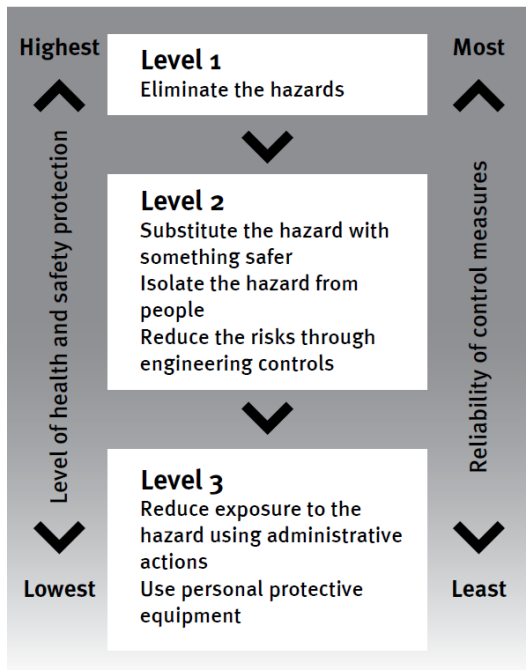 Highest
Most
Level 1
Eliminate the hazards
Level of health and safety protection
Reliability of control measures
Level 2
Substitute the hazard with
something safer
Isolate the hazard from
people
Reduce the risks through
engineering controls
Level 3
Reduce exposure to the
hazard using administrative
actions
Use personal protective
equipment
Lowest
Least